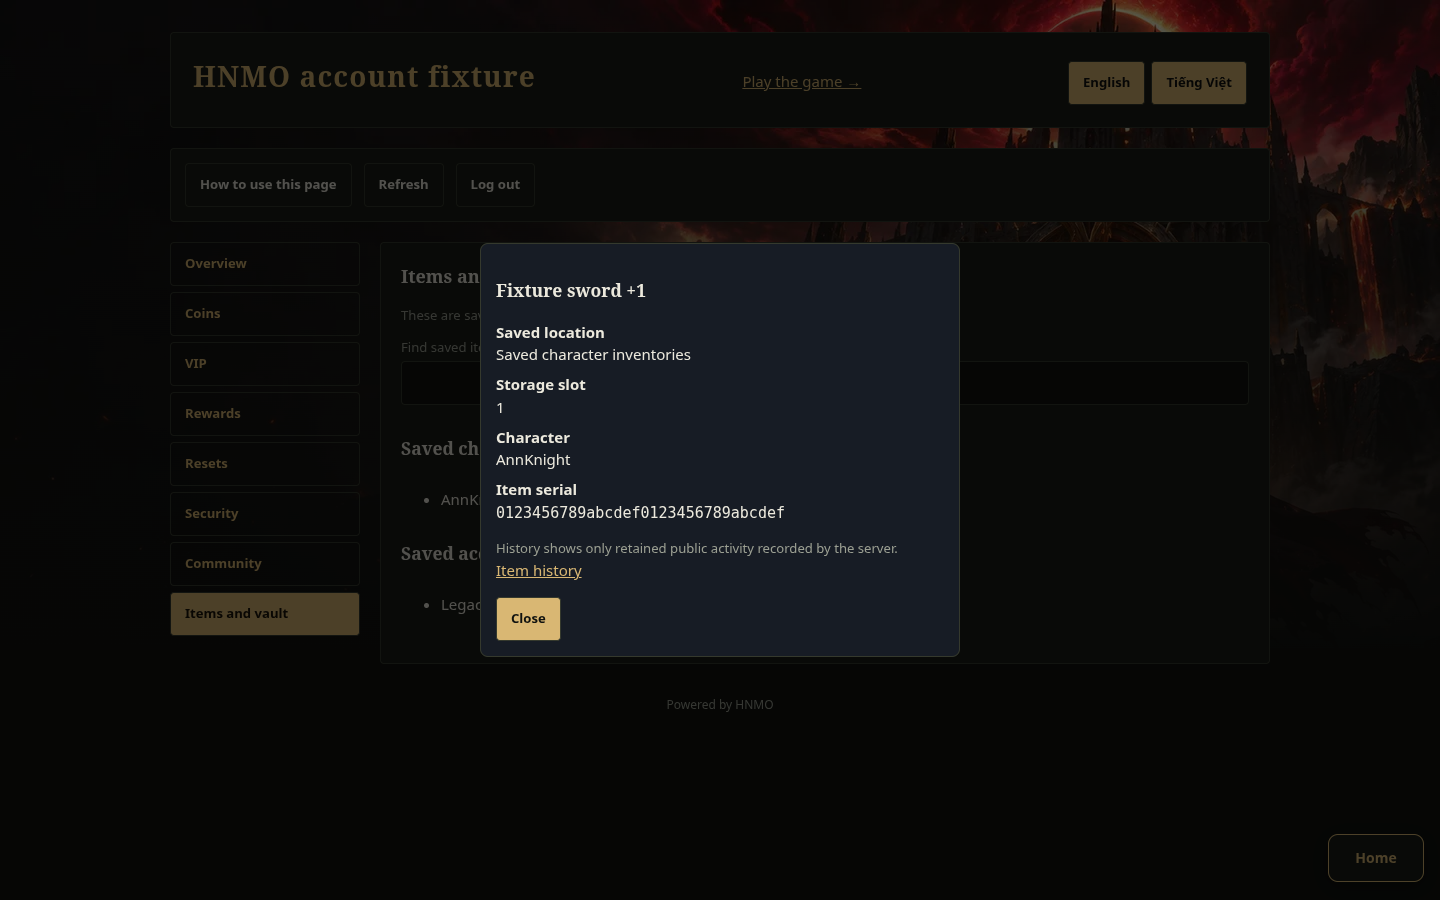 HNMO account fixture
Play the game →
English
Tiếng Việt
How to use this page
Refresh
Log out
Overview
Coins
VIP
Rewards
Resets
Security
Community
Items and vault
Items an
These are sav
Find saved ite
Saved ch
AnnK
Saved acc
Legac
Fixture sword +1
Saved location
Saved character inventories
Storage slot
1
Character
AnnKnight
Item serial
0123456789abcdef0123456789abcdef
History shows only retained public activity recorded by the server.
Item history
Close
Powered by HNMO
Home